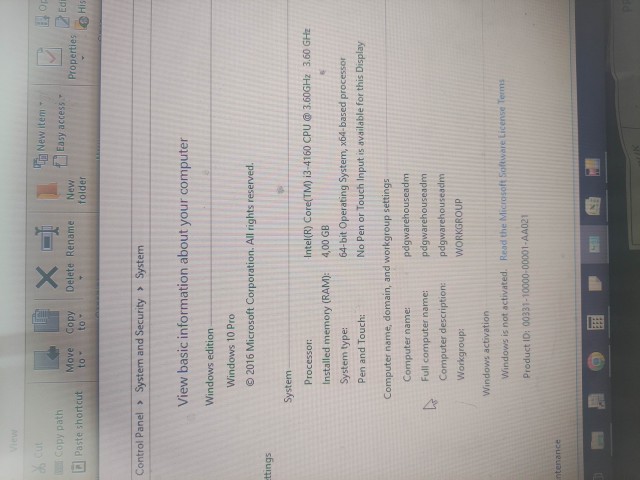 View
Cut
Copy path
Paste shortcut
Move to
Copy to
Delete
Rename
New folder
New item
Easy access
Properties
Control Panel > System and Security > System
View basic information about your computer
Windows edition
Windows 10 Pro
© 2016 Microsoft Corporation. All rights reserved.
System
Processor: Intel(R) Core(TM) i3-4160 CPU @ 3.60GHz 3.60 GHz
Installed memory (RAM): 4,00 GB
System type: 64-bit Operating System, x64-based processor
Pen and Touch: No Pen or Touch Input is available for this Display
Computer name, domain, and workgroup settings
Computer name: pdgwarehouseadm
Full computer name: pdgwarehouseadm
Computer description: pdgwarehouseadm
Workgroup: WORKGROUP
Windows activation
Windows is not activated. Read the Microsoft Software License Terms
Product ID: 00331-10000-00001-AA021
ttings
ntenance